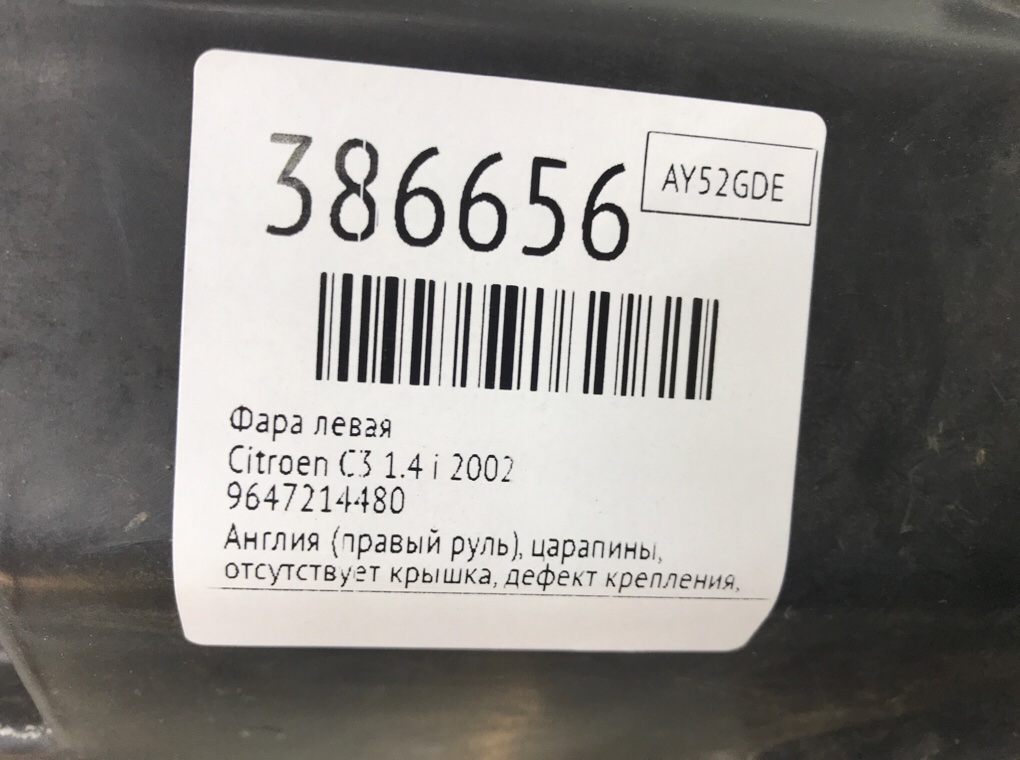 386656
AY52GDE
Фара левая
Citroen C3 1.4 i 2002
9647214480
Англия (правый руль), царапины,
отсутствует крышка, дефект крепления,